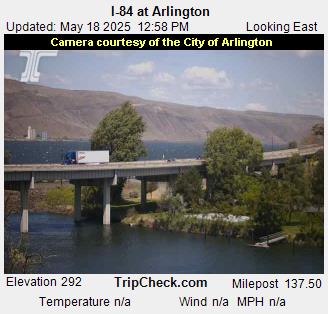 I-84 at Arlington
Updated: May 18 2025 12:58 PM Looking East
Camera courtesy of the City of Arlington
Elevation 292 TripCheck.com Milepost 137.50
Temperature n/a Wind n/a MPH n/a